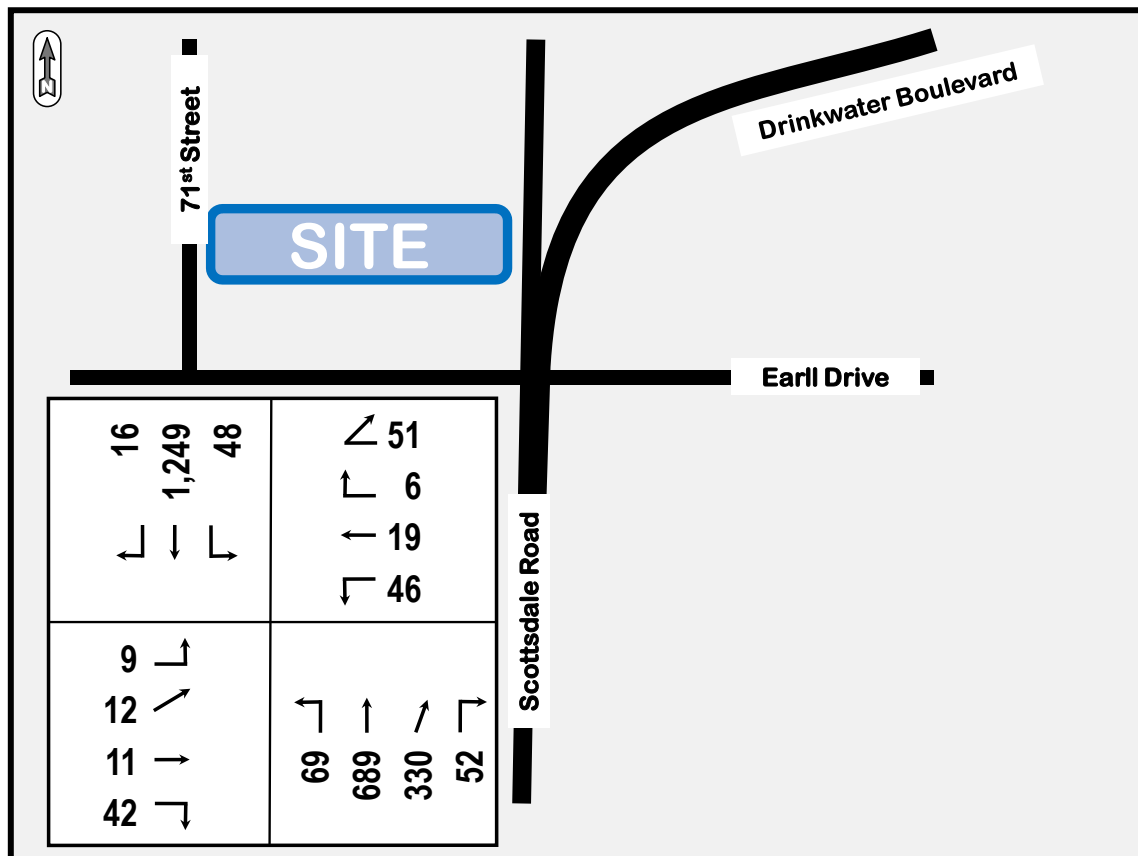 N
71st Street
SITE
Drinkwater Boulevard
Earll Drive
Scottsdale Road
16
1,249
48
51
6
19
46
9
12
11
42
69
689
330
52